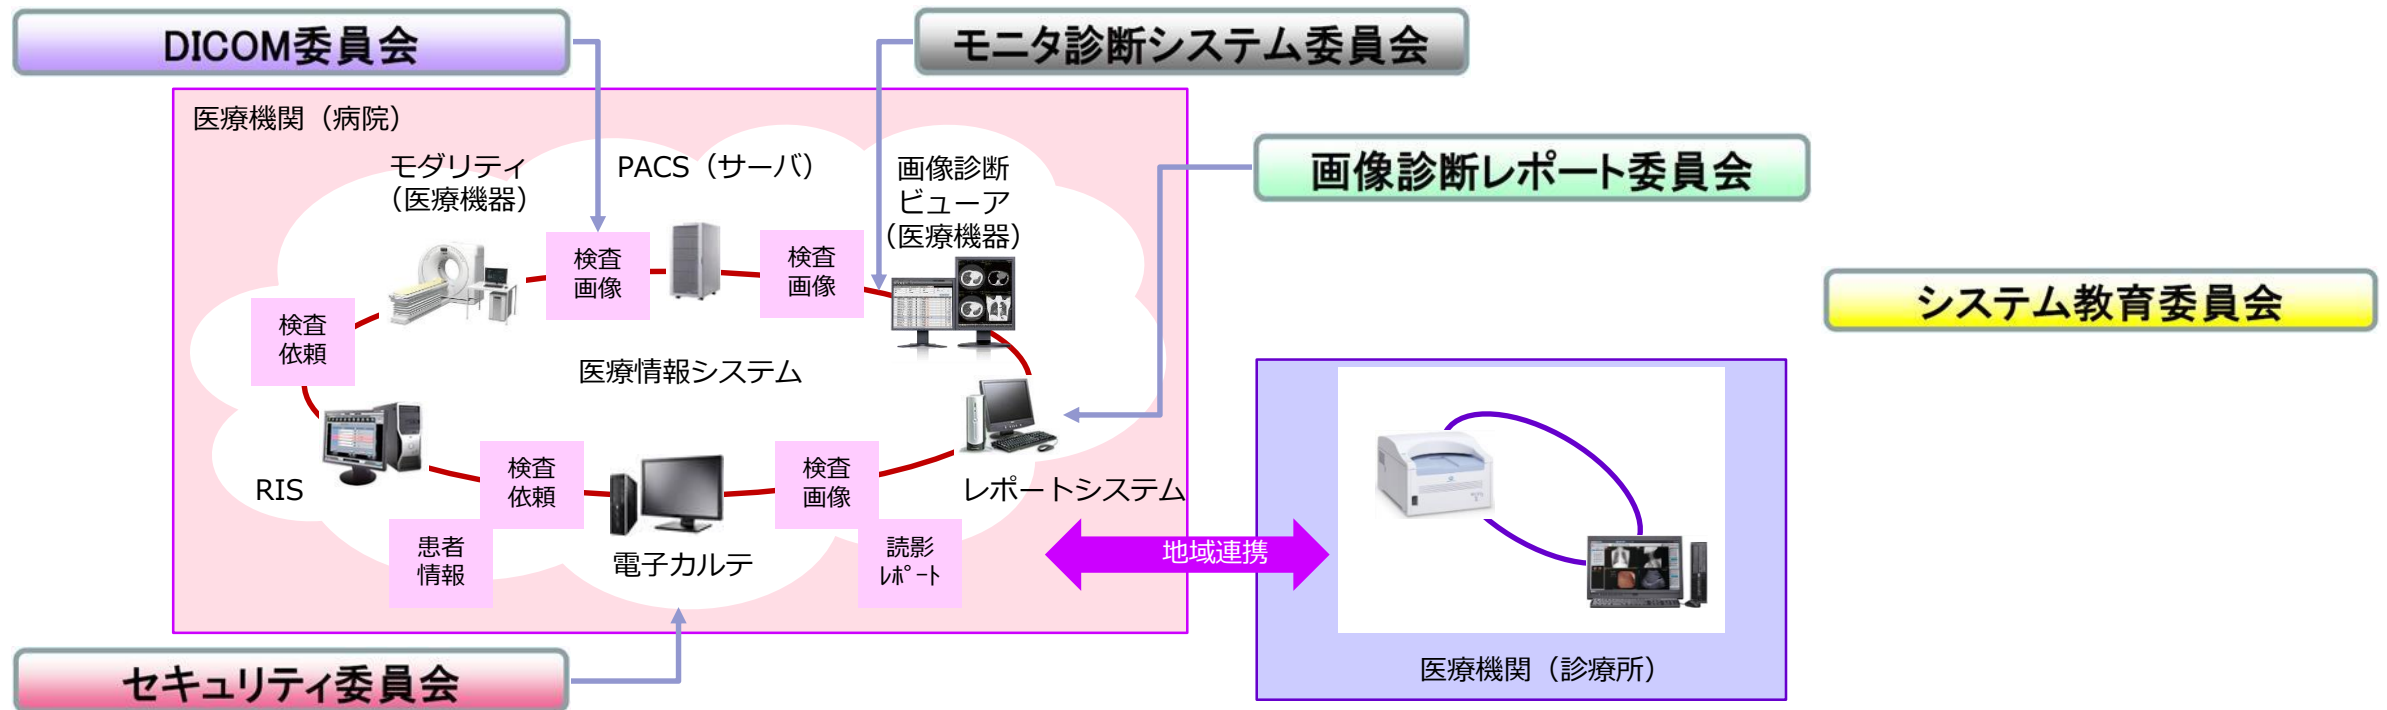 DICOM委員会
モニタ診断システム委員会
医療機関（病院）
モダリティ
（医療機器）
PACS（サーバ）
画像診断
ビューア
（医療機器）
画像診断レポート委員会
検査
画像
検査
画像
システム教育委員会
検査
依頼
医療情報システム
RIS
検査
依頼
検査
画像
レポートシステム
患者
情報
電子カルテ
読影
ﾚﾎﾟｰﾄ
地域連携
医療機関（診療所）
セキュリティ委員会